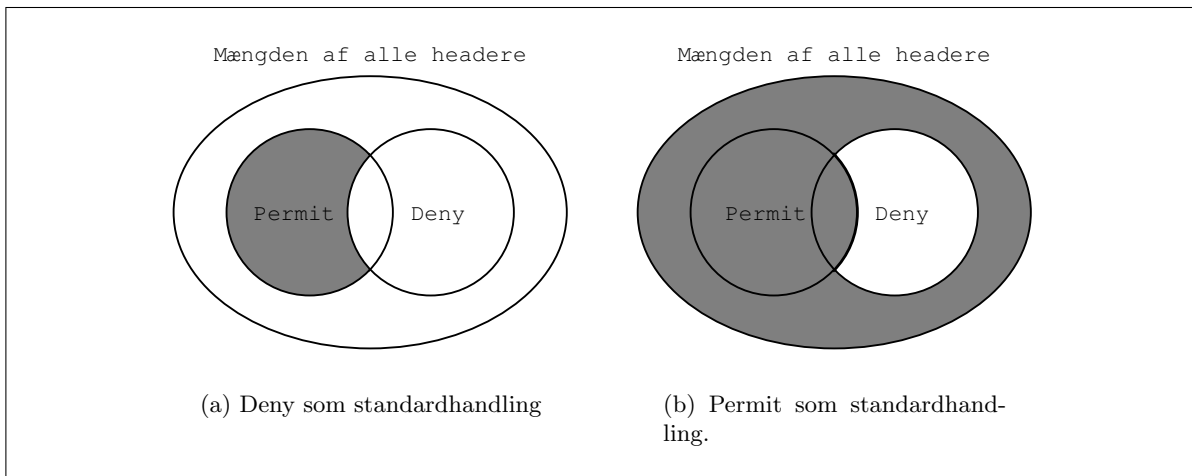 Mængden af alle headere
Permit
Deny
(a) Deny som standardhandling
Mængden af alle headere
Permit
Deny
(b) Permit som standardhand-
ling.